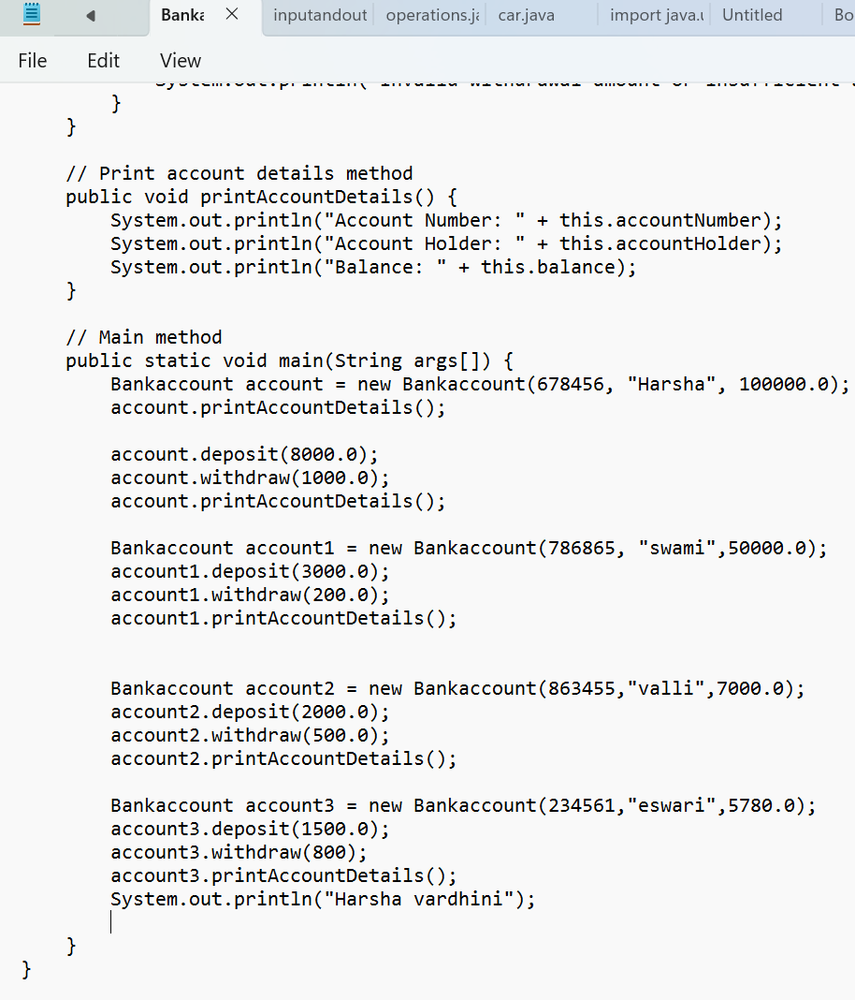 Banka inputandout operations.ja car.java import java.u Untitled Bo
File Edit View
System.out.println("Invalid withdrawal amount or insufficient
}
}
// Print account details method
public void printAccountDetails() {
System.out.println("Account Number: " + this.accountNumber);
System.out.println("Account Holder: " + this.accountHolder);
System.out.println("Balance: " + this.balance);
}
// Main method
public static void main(String args[]) {
Bankaccount account = new Bankaccount(678456, "Harsha", 100000.0);
account.printAccountDetails();
account.deposit(8000.0);
account.withdraw(1000.0);
account.printAccountDetails();
Bankaccount account1 = new Bankaccount(786865, "swami",50000.0);
account1.deposit(3000.0);
account1.withdraw(200.0);
account1.printAccountDetails();
Bankaccount account2 = new Bankaccount(863455,"valli",7000.0);
account2.deposit(2000.0);
account2.withdraw(500.0);
account2.printAccountDetails();
Bankaccount account3 = new Bankaccount(234561,"eswari",5780.0);
account3.deposit(1500.0);
account3.withdraw(800);
account3.printAccountDetails();
System.out.println("Harsha vardhini");
}
}